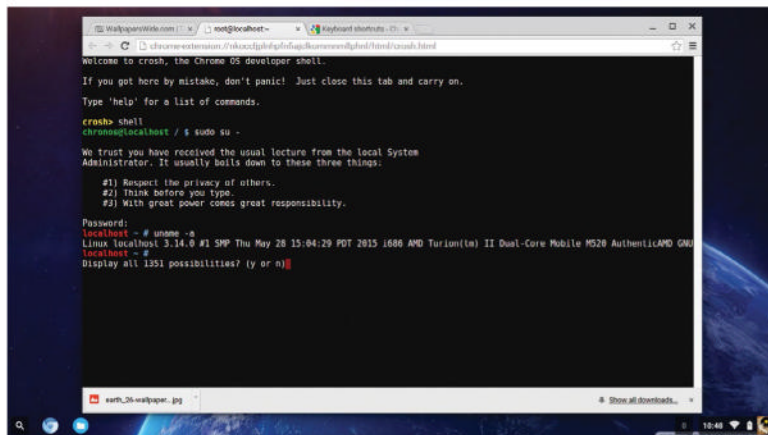 WallpapersWide.com /
root@localhost:~
Keyboard shortcuts - Ch
Welcome to crosh, the Chrome OS developer shell.
If you got here by mistake, don't panic! Just close this tab and carry on.
Type 'help' for a list of commands.
crosh> shell
chronos@localhost / $ sudo su -
We trust you have received the usual lecture from the local System
Administrator. It usually boils down to these three things:
#1) Respect the privacy of others.
#2) Think before you type.
#3) With great power comes great responsibility.
Password:
localhost ~ # uname -a
Linux localhost 3.14.0 #1 SMP Thu May 28 15:04:29 PDT 2015 i686 AMD Turion(tm) II Dual-Core Mobile M520 AuthenticAMD GNU
localhost ~ #
Display all 1351 possibilities? (y or n)
earth_26-wallpaper...jpg
Show all downloads...
0 10:48